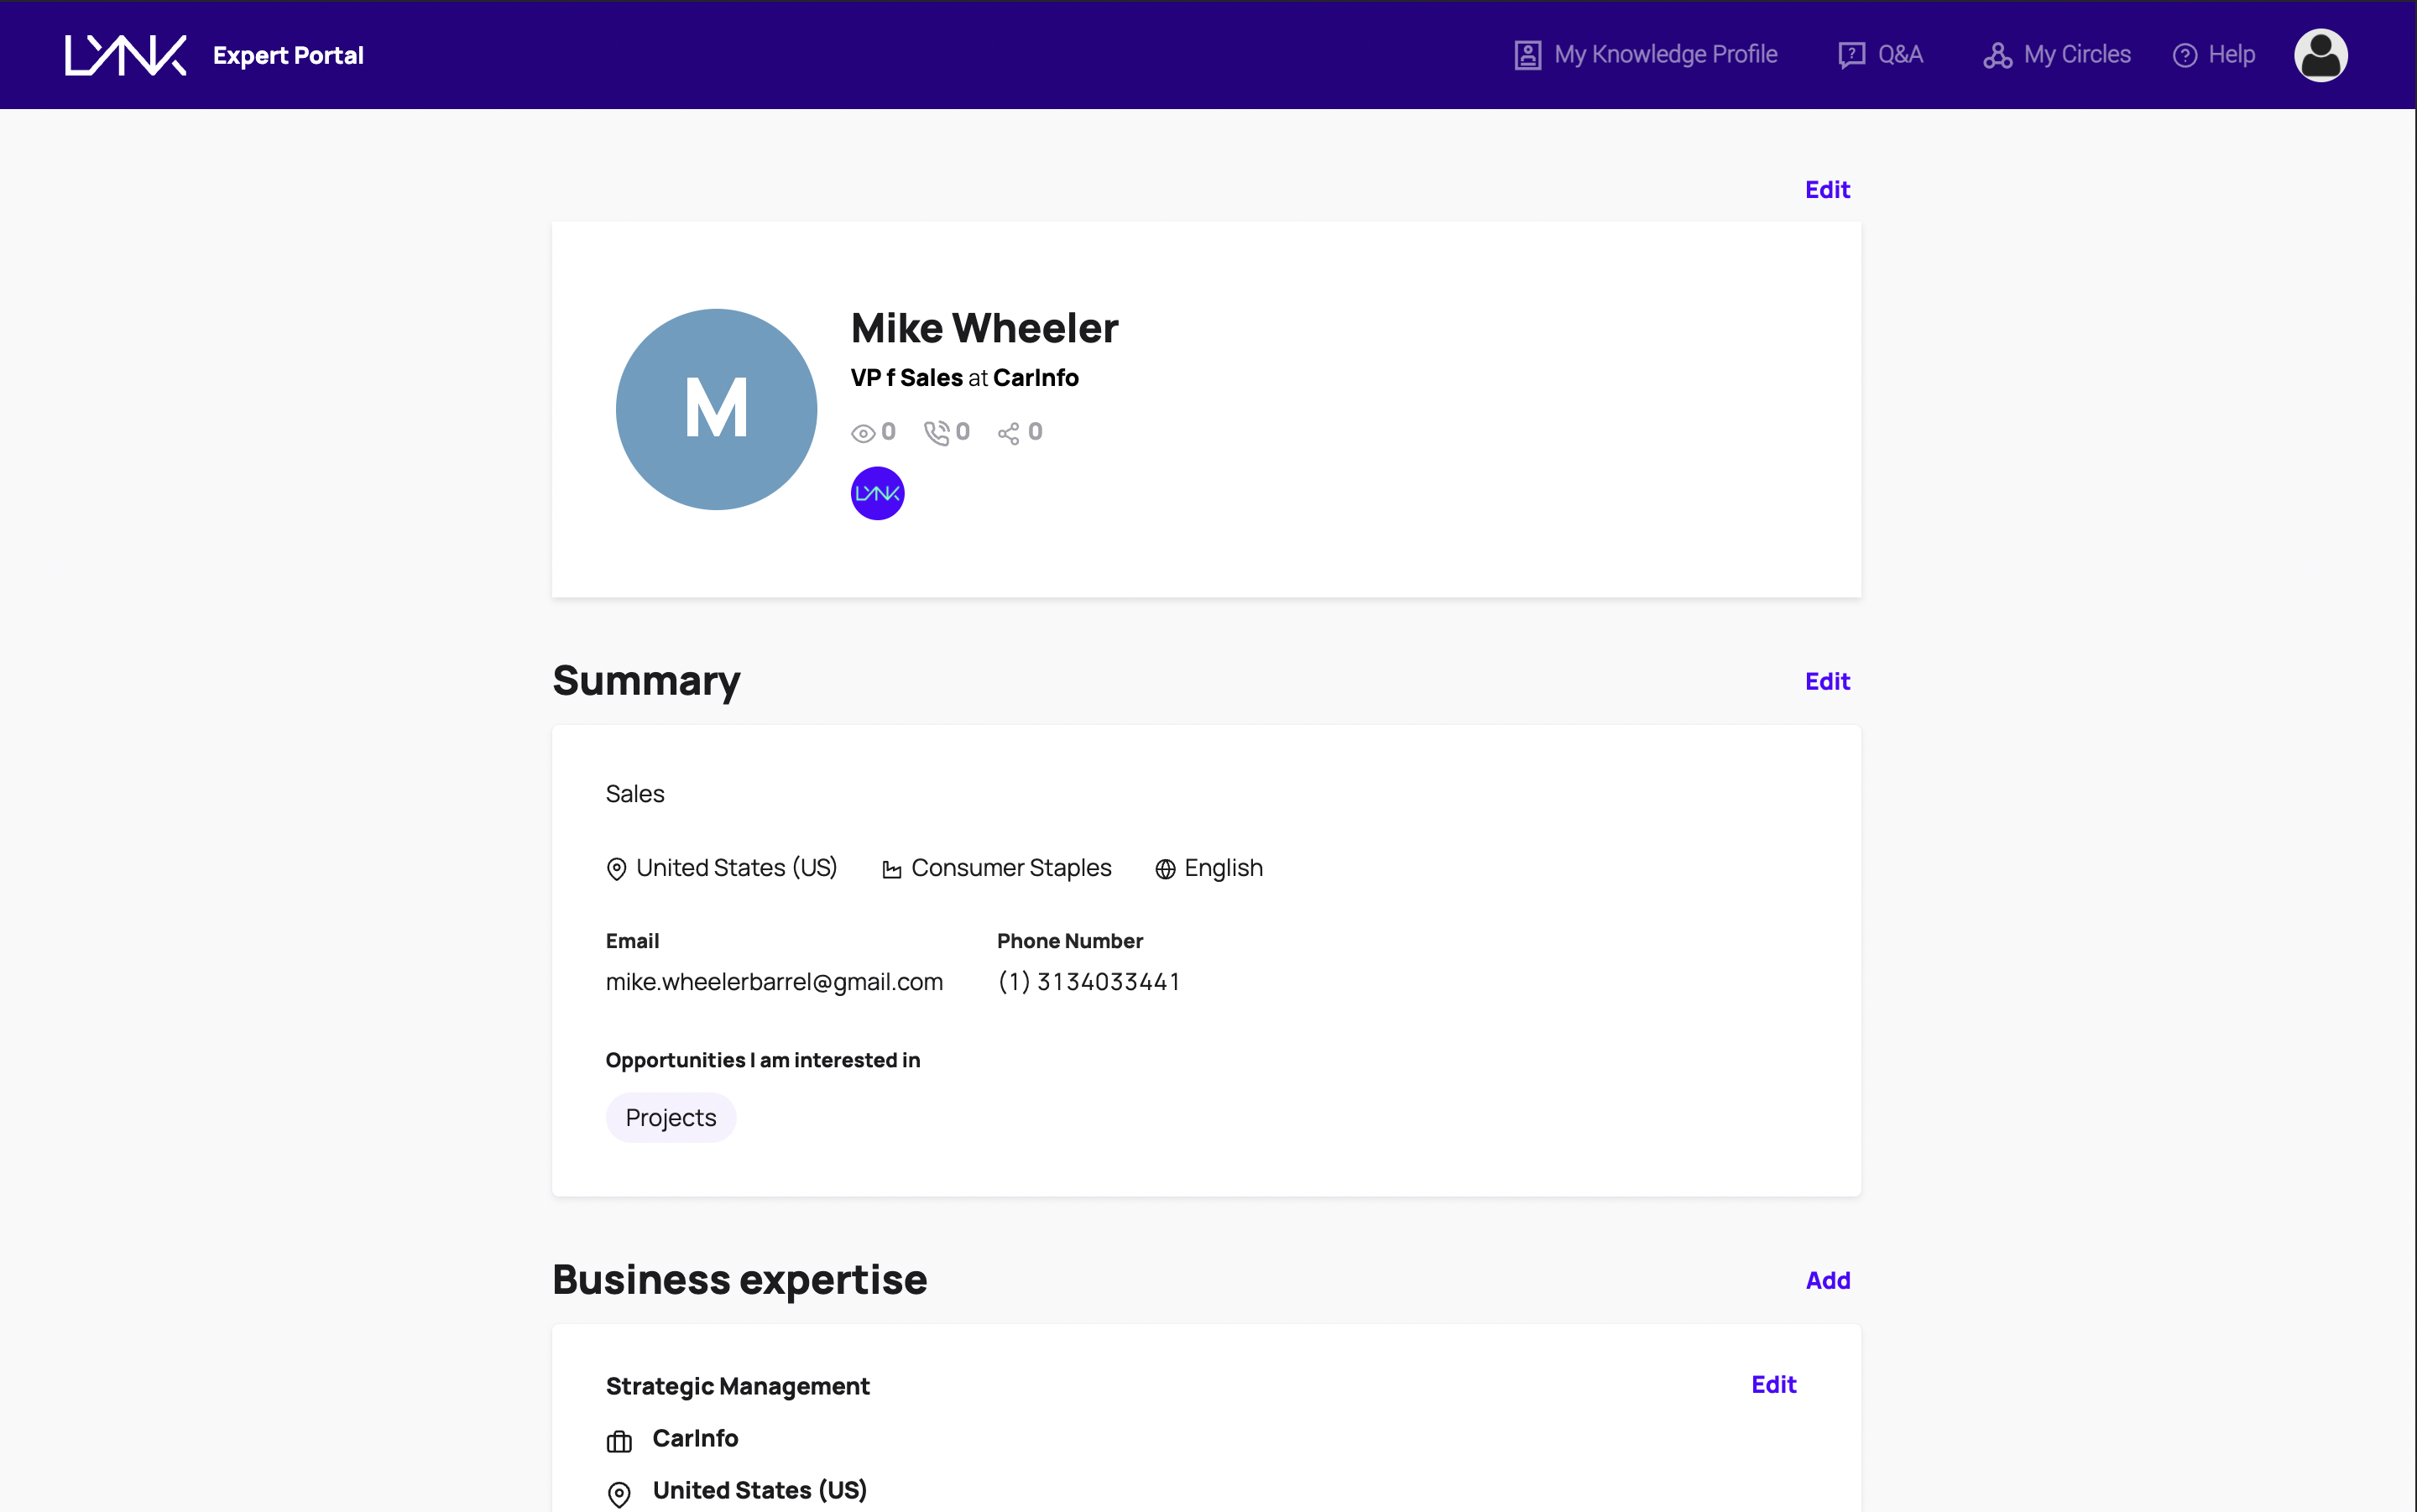 LYNK Expert Portal My Knowledge Profile Q&A My Circles Help
Edit
M
Mike Wheeler
VP f Sales at CarInfo
0 0 0
LYNK
Summary Edit
Sales
United States (US) Consumer Staples English
Email Phone Number
mike.wheelerbarrel@gmail.com (1) 3134033441
Opportunities I am interested in
Projects
Business expertise Add
Strategic Management Edit
CarInfo
United States (US)